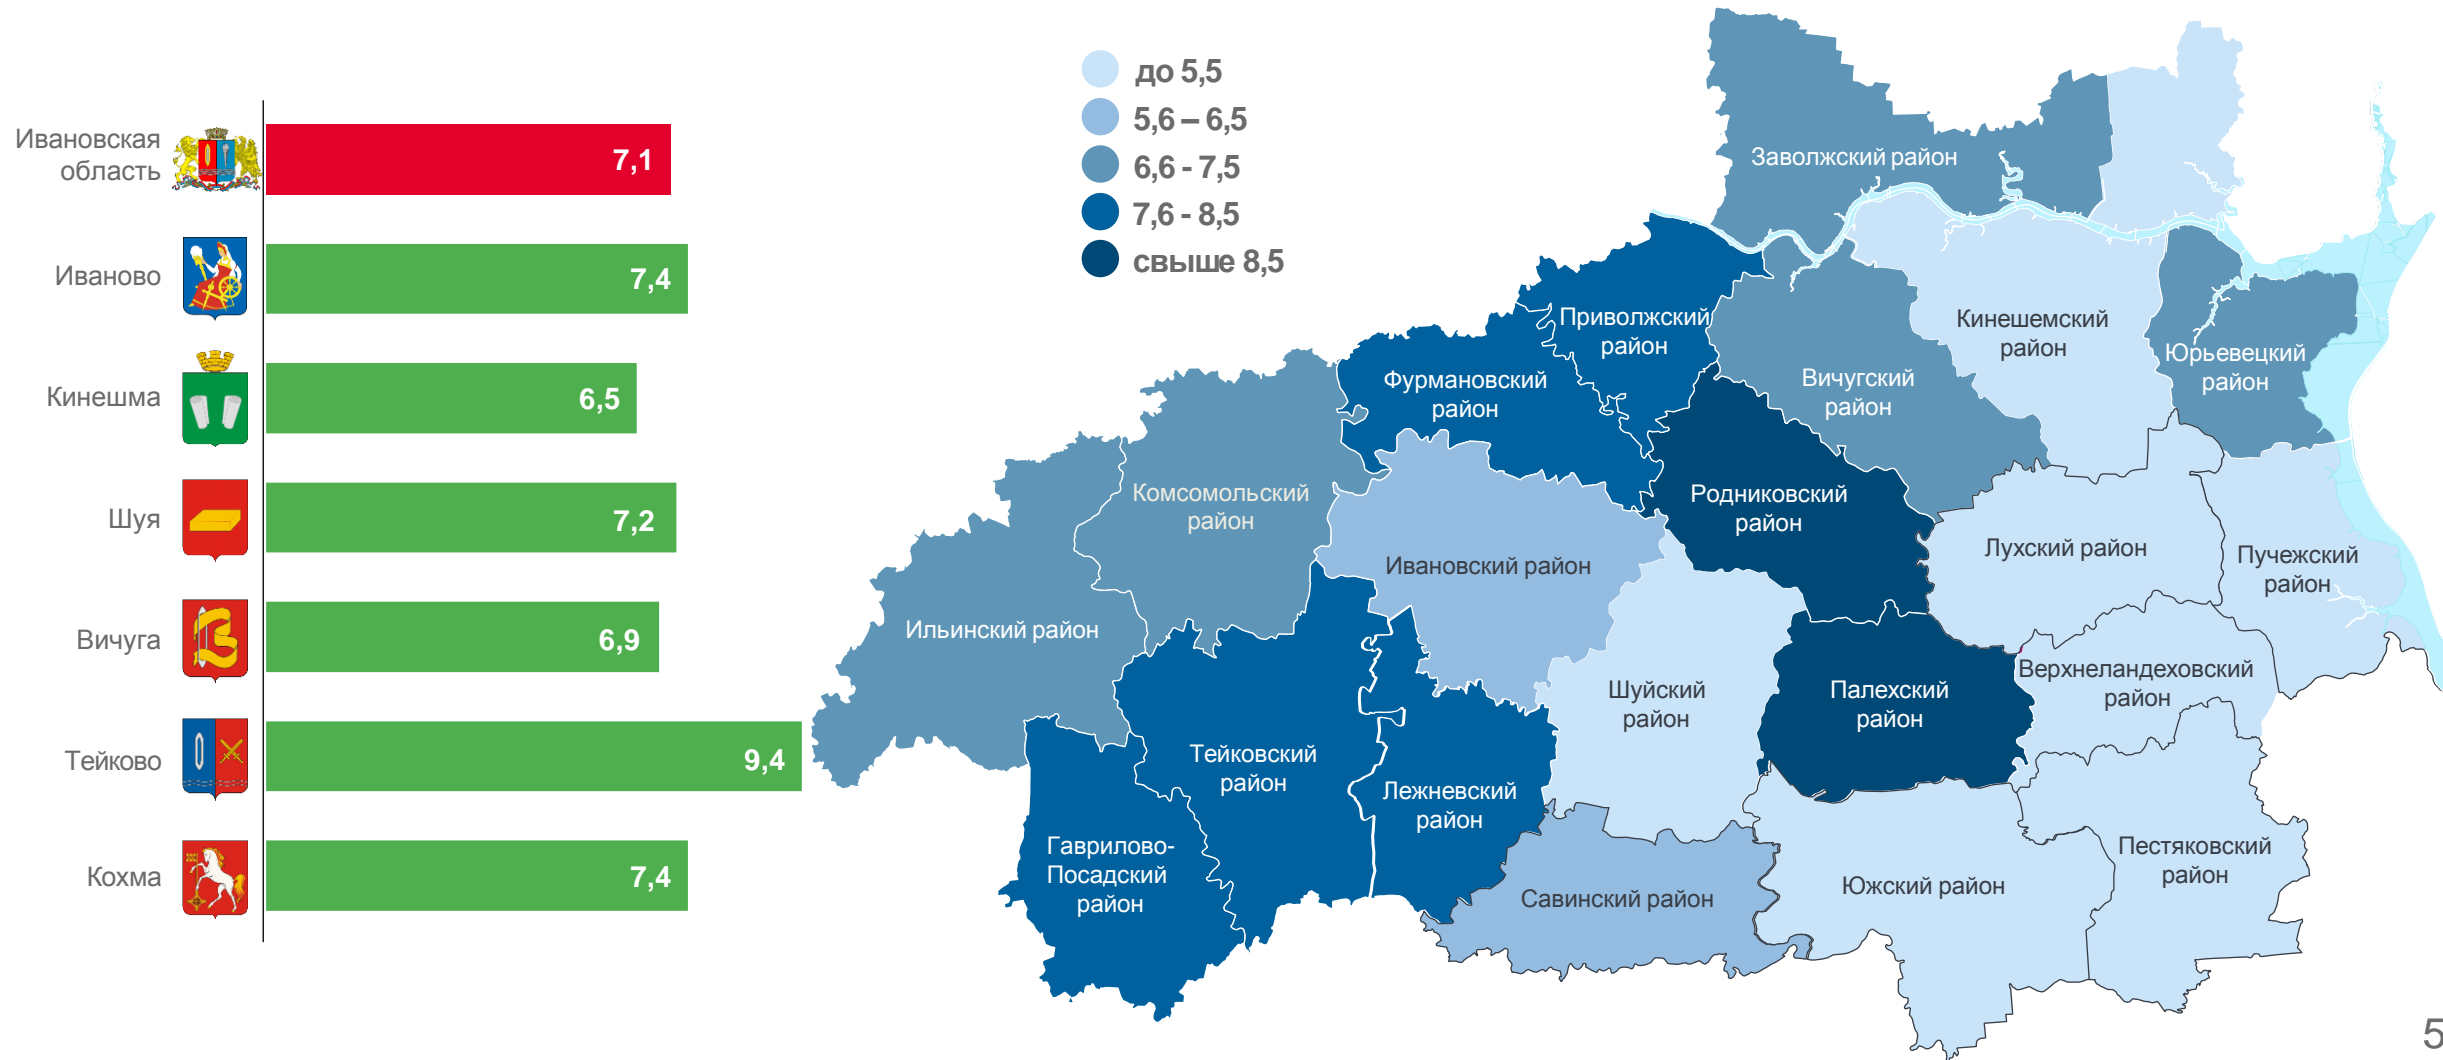 Ивановская
область
7,1
Иваново
7,4
Кинешма
6,5
Шуя
7,2
Вичуга
6,9
Тейково
9,4
Кохма
7,4
до 5,5
5,6 – 6,5
6,6 - 7,5
7,6 - 8,5
свыше 8,5
Заволжский район
Приволжский
район
Кинешемский
район
Юрьевецкий
район
Фурмановский
район
Вичугский
район
Комсомольский
район
Родниковский
район
Ивановский район
Лухский район
Пучежский
район
Ильинский район
Шуйский
район
Палехский
район
Верхнеландеховский
район
Тейковский
район
Лежневский
район
Гаврилово-
Посадский
район
Савинский район
Южский район
Пестяковский
район
5